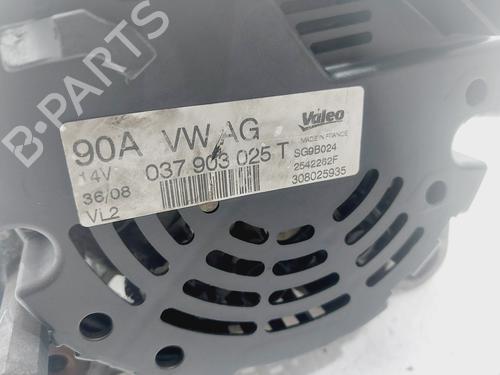 B-PARTS
90A VW AG
Valeo
14V 037 903 025 T
MADE IN FRANCE
36/08
SG9B024
VL2
2542262F
308025935